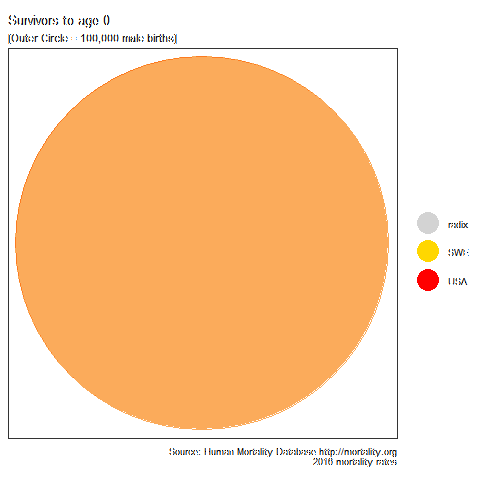 Survivors to age 0
[Outer Circle = 100,000 male births]
radix
SWE
USA
Source: Human Mortality Database http://mortality.org
2016 mortality rates